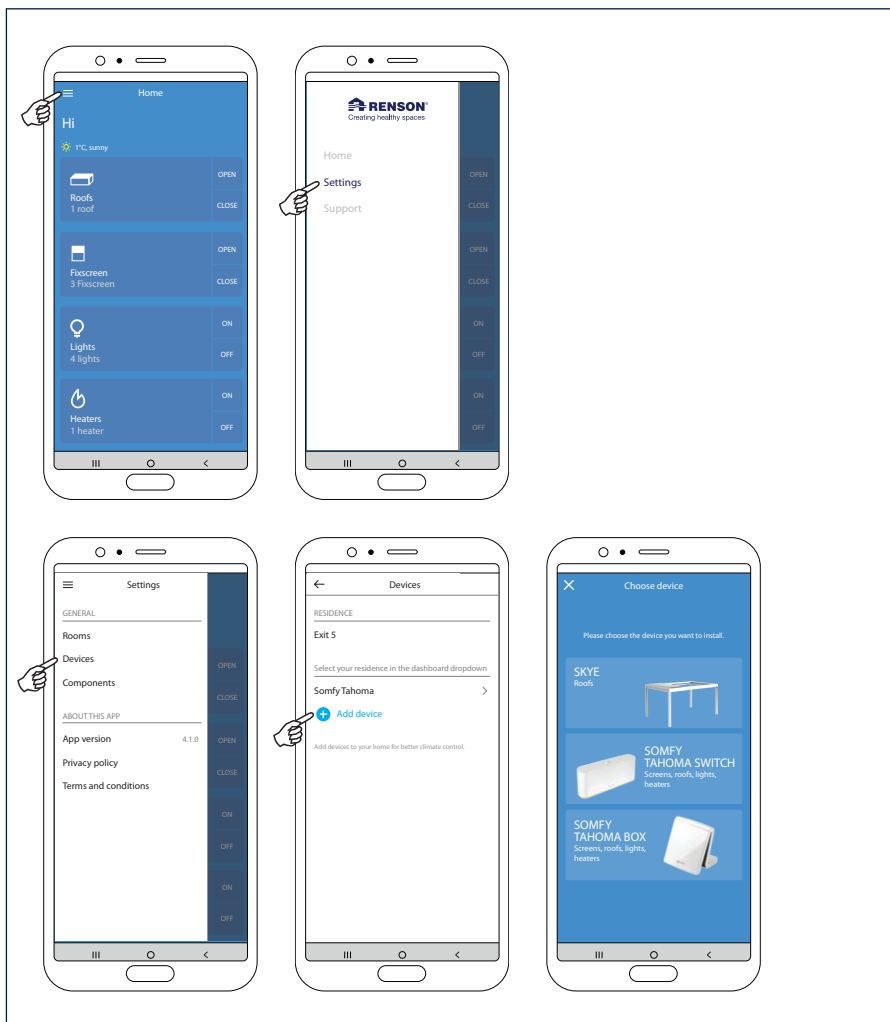 Home
Hi
1°C, sunny
Roofs
1 roof
OPEN
CLOSE
Fixscreen
3 Fixscreen
OPEN
CLOSE
Lights
4 lights
ON
OFF
Heaters
1 heater
ON
OFF
RENSON®
Creating healthy spaces
Home
Settings
Support
OPEN
CLOSE
OPEN
CLOSE
ON
OFF
ON
OFF
Settings
GENERAL
Rooms
Devices
Components
ABOUT THIS APP
App version 4.1.0
Privacy policy
Terms and conditions
OPEN
CLOSE
OPEN
CLOSE
ON
OFF
ON
OFF
Devices
RESIDENCE
Exit 5
Select your residence in the dashboard dropdown
Somfy Tahoma
Add device
Add devices to your home for better climate control.
Choose device
Please choose the device you want to install.
SKYE
Roofs
SOMFY
TAHOMA SWITCH
Screens, roofs, lights,
heaters
SOMFY
TAHOMA BOX
Screens, roofs, lights,
heaters